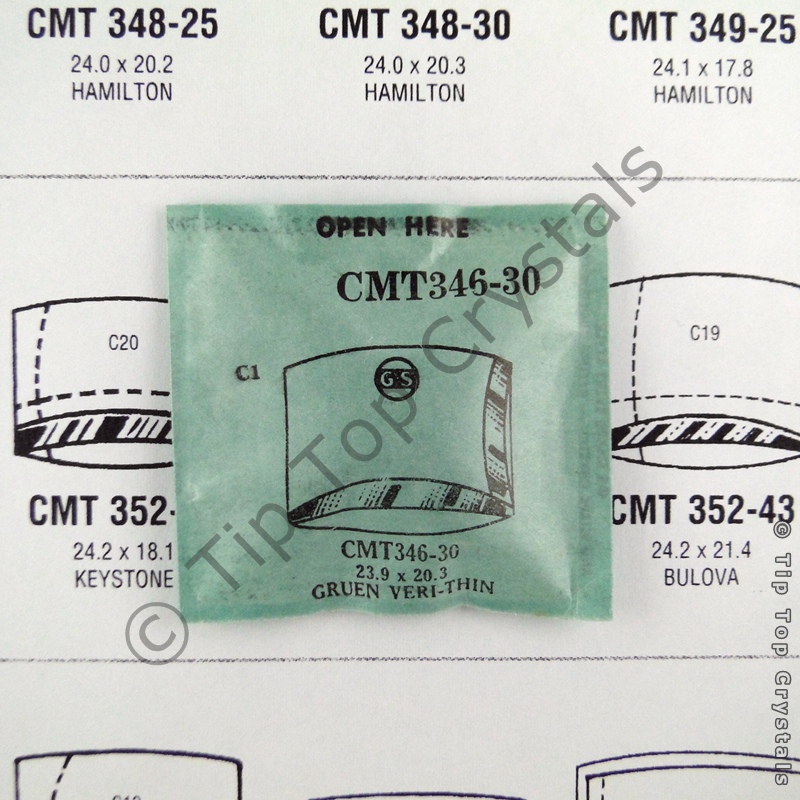 CMT 348-25
24.0 x 20.2
HAMILTON
CMT 348-30
24.0 x 20.3
HAMILTON
CMT 349-25
24.1 x 17.8
HAMILTON
OPEN HERE
CMT346-30
C1
GS
CMT346-30
23.9 x 20.3
GRUEN VERI-THIN
C20
CMT 352-
24.2 x 18.1
KEYSTONE
C19
CMT 352-43
24.2 x 21.4
BULOVA
© Tip Top Crystals
© Tip Top Crystals